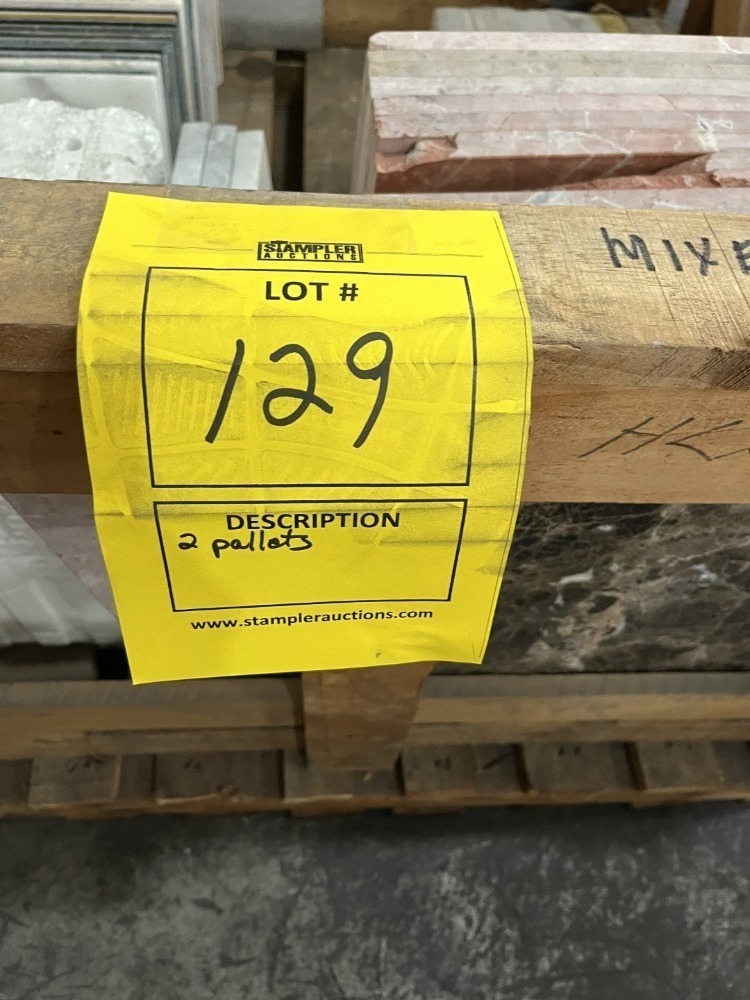 STAMPLER
AUCTIONS
LOT #
129
DESCRIPTION
2 pallets
www.stamplerauctions.com